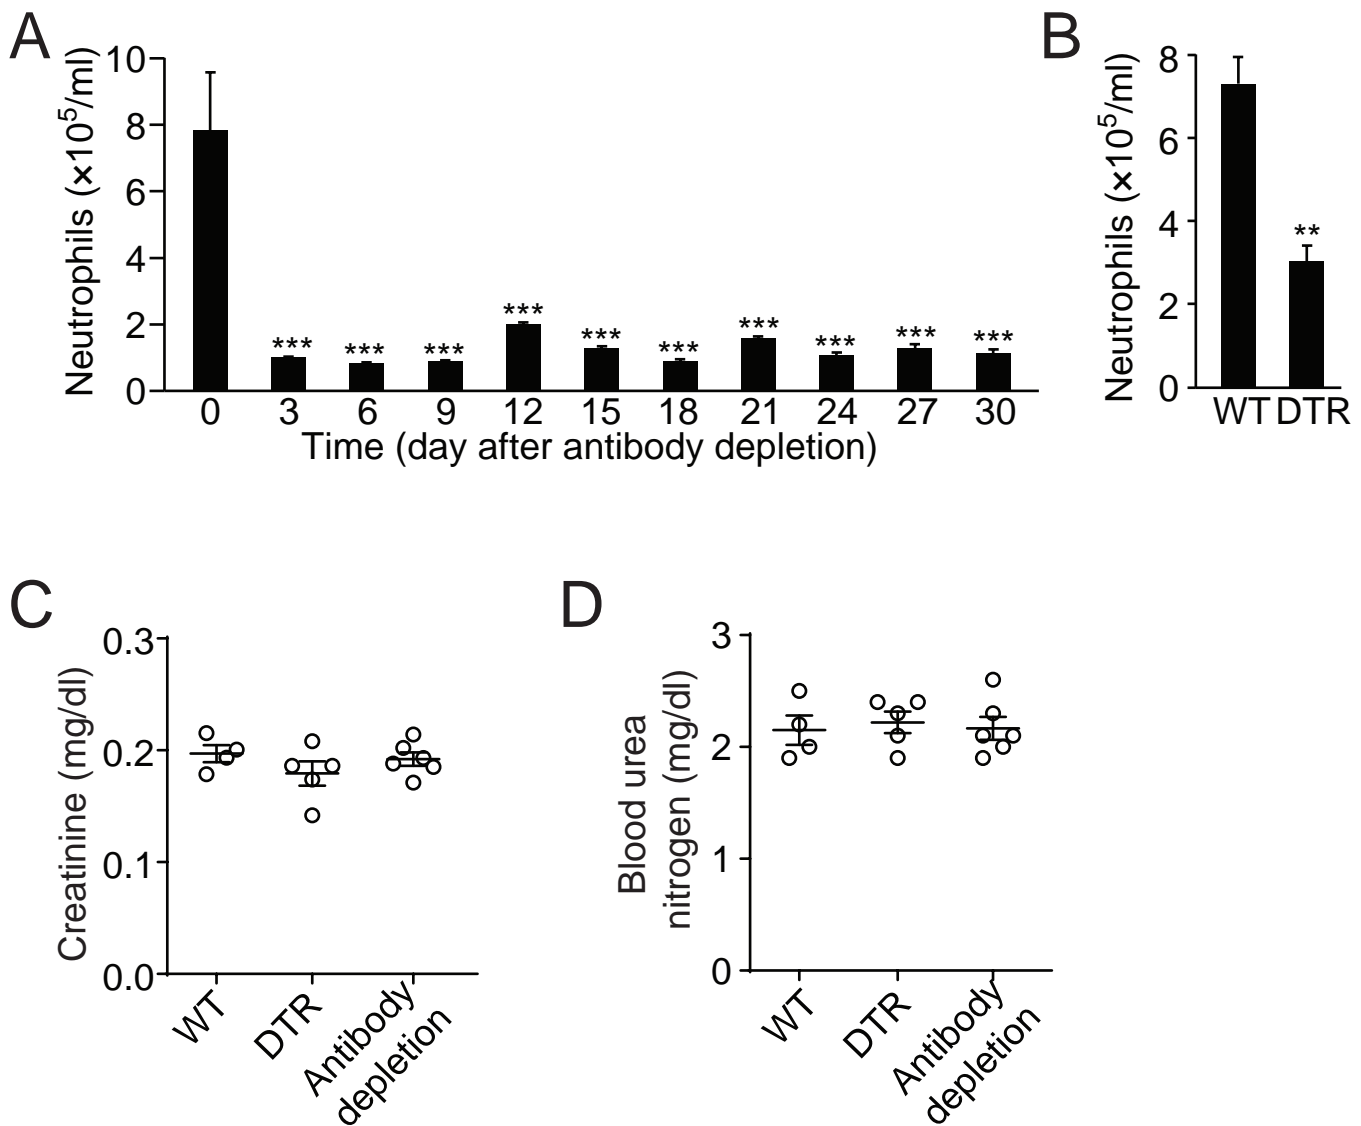 A
Neutrophils (×10⁵/ml)
10
8
6
4
2
0
***
***
***
***
***
***
***
***
***
***
0 3 6 9 12 15 18 21 24 27 30
Time (day after antibody depletion)
B
Neutrophils (×10⁵/ml)
8
6
4
2
0
**
WT DTR
C
Creatinine (mg/dl)
0.3
0.2
0.1
0.0
WT
DTR
Antibody
depletion
D
Blood urea
nitrogen (mg/dl)
3
2
1
0
WT
DTR
Antibody
depletion